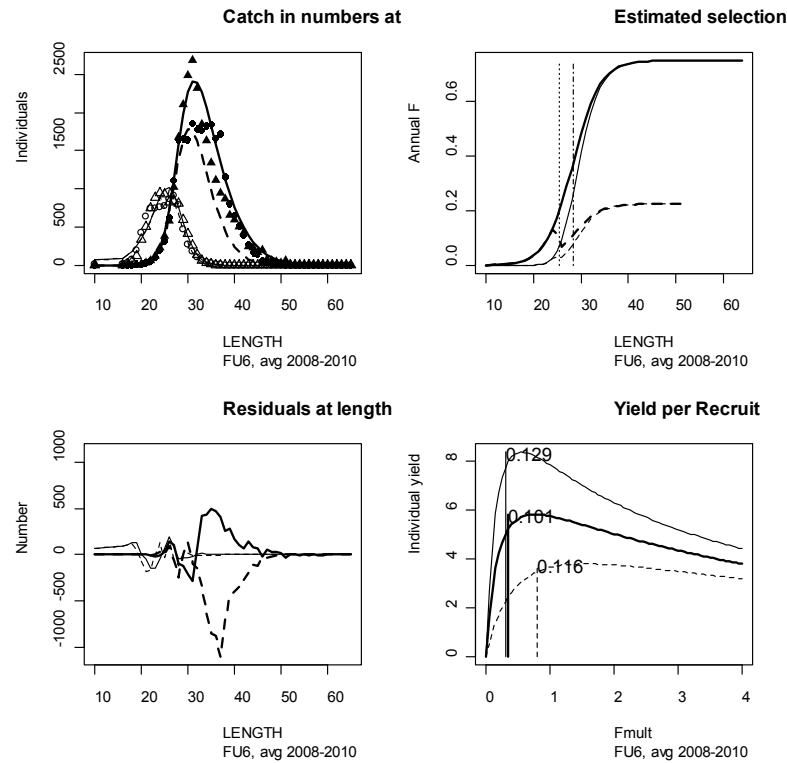 Catch in numbers at
Individuals
2500
1500
500
0
10 20 30 40 50 60
LENGTH
FU6, avg 2008-2010
Estimated selection
Annual F
0.6
0.4
0.2
0.0
10 20 30 40 50 60
LENGTH
FU6, avg 2008-2010
Residuals at length
Number
1000
500
0
-500
-1000
10 20 30 40 50 60
LENGTH
FU6, avg 2008-2010
Yield per Recruit
Individual yield
8
6
4
2
0
0.129
0.101
0.116
0 1 2 3 4
Fmult
FU6, avg 2008-2010